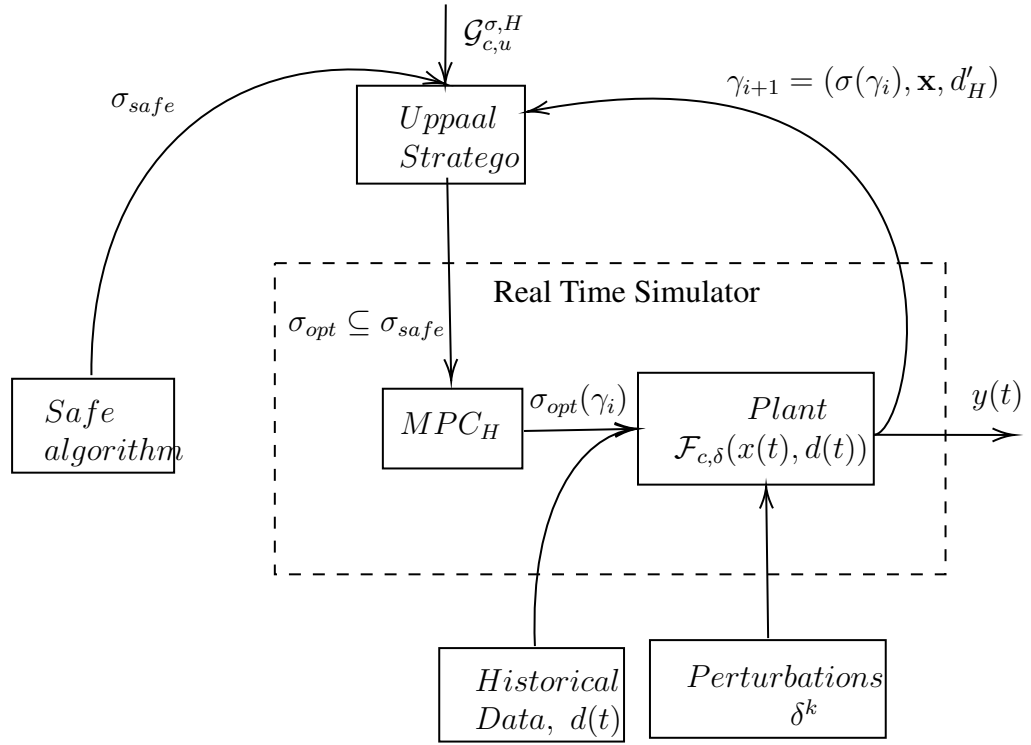 𝒢_{c,u}^{σ,H}
γ_{i+1} = (σ(γ_i), 𝐱, d'_H)
σ_{safe}
Uppaal
Stratego
Real Time Simulator
σ_{opt} ⊆ σ_{safe}
Safe
algorithm
MPC_H
σ_{opt}(γ_i)
Plant
ℱ_{c,δ}(x(t), d(t))
y(t)
Historical
Data, d(t)
Perturbations
δ^k